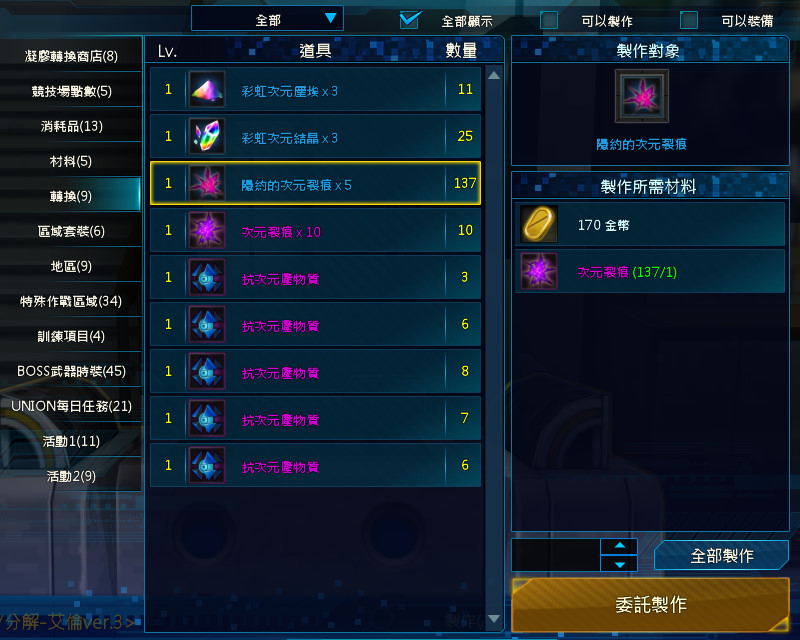 全部
全部顯示
可以製作
可以裝備
凝膠轉換商店(8)
競技場點數(5)
消耗品(13)
材料(5)
轉換(9)
區域套裝(6)
地區(9)
特殊作戰區域(34)
訓練項目(4)
BOSS武器時裝(45)
UNION每日任務(21)
活動1(11)
活動2(9)
Lv. 道具 數量
1 彩虹次元塵埃 x 3 11
1 彩虹次元結晶 x 3 25
1 隱約的次元裂痕 x 5 137
1 次元裂痕 x 10 10
1 抗次元塵物質 3
1 抗次元塵物質 6
1 抗次元塵物質 8
1 抗次元塵物質 7
1 抗次元塵物質 6
製作對象
隱約的次元裂痕
製作所需材料
170 金幣
次元裂痕 (137/1)
全部製作
委託製作
/分解-艾倫ver.3>